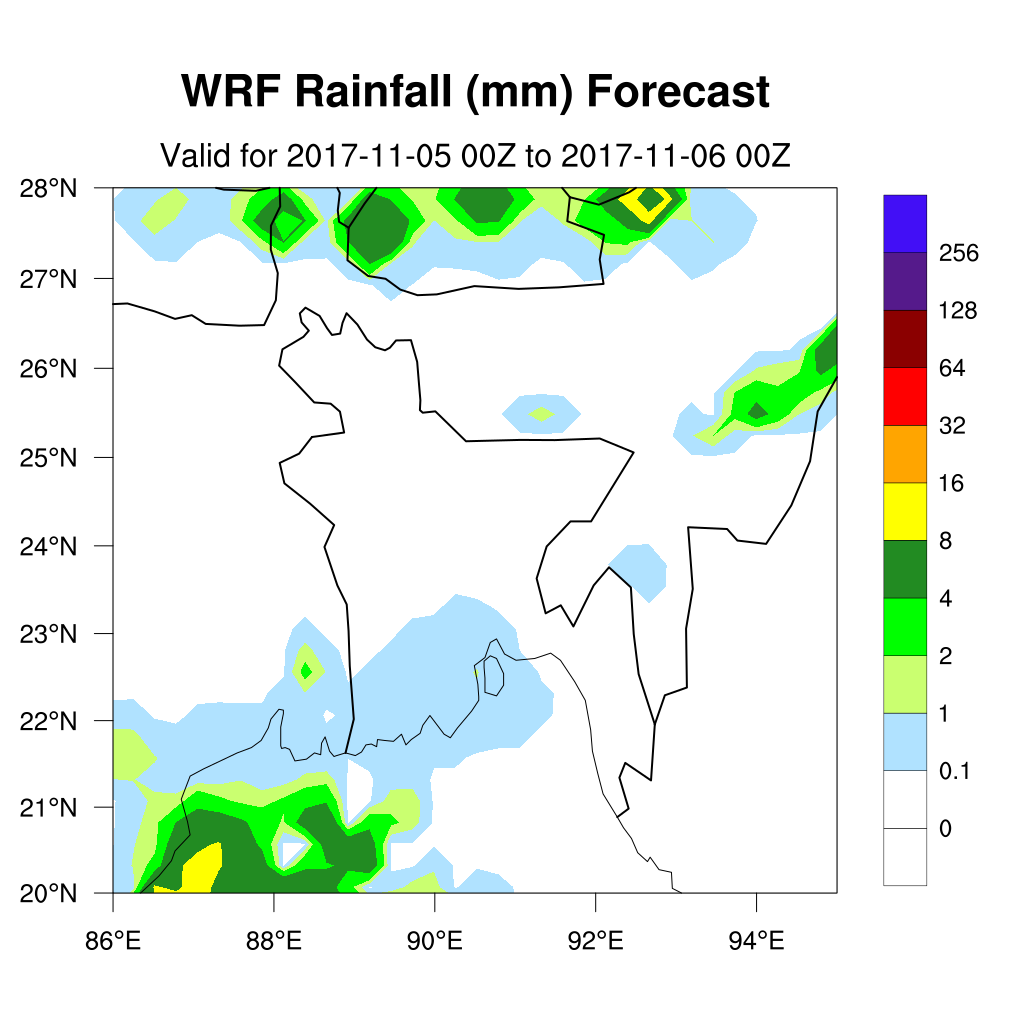 WRF Rainfall (mm) Forecast
Valid for 2017-11-05 00Z to 2017-11-06 00Z
28°N
27°N
26°N
25°N
24°N
23°N
22°N
21°N
20°N
86°E 88°E 90°E 92°E 94°E
256
128
64
32
16
8
4
2
1
0.1
0